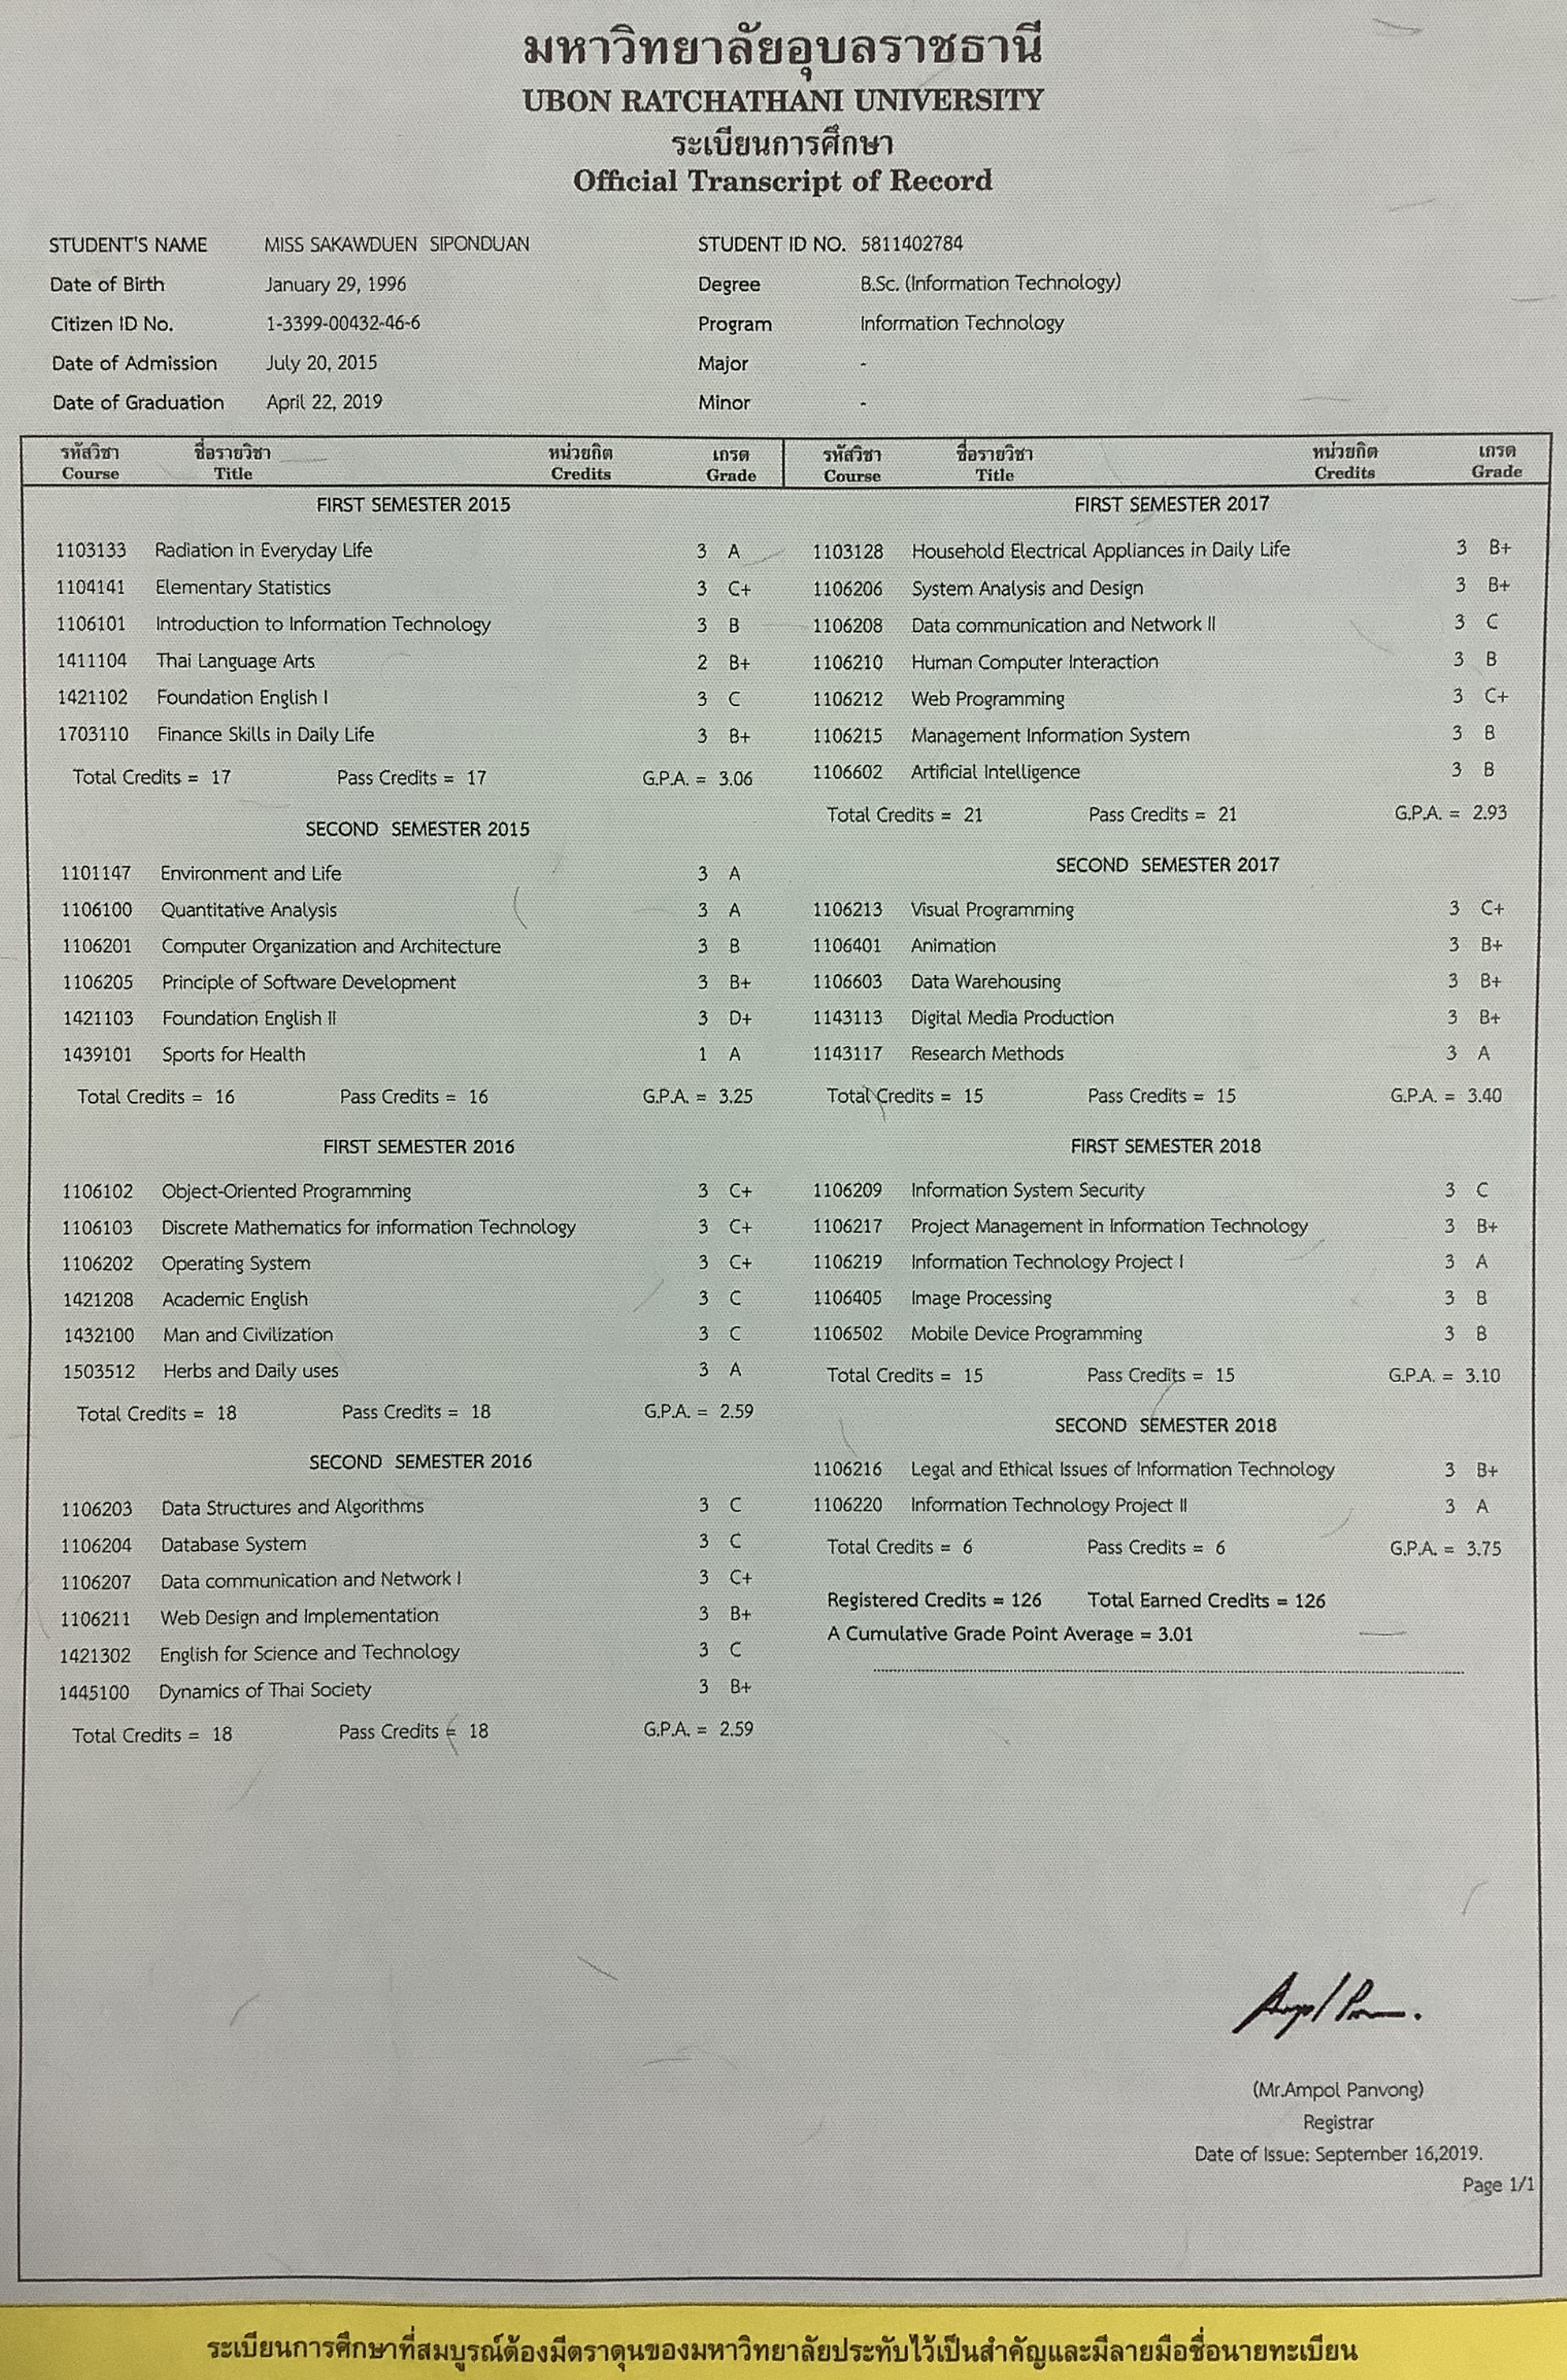 มหาวิทยาลัยอุบลราชธานี
UBON RATCHATHANI UNIVERSITY
ระเบียนการศึกษา
Official Transcript of Record
STUDENT'S NAME MISS SAKAWDUEN SIPONDUAN STUDENT ID NO. 5811402784
Date of Birth January 29, 1996 Degree B.Sc. (Information Technology)
Citizen ID No. 1-3399-00432-46-6 Program Information Technology
Date of Admission July 20, 2015 Major -
Date of Graduation April 22, 2019 Minor -
รหัสวิชา ชื่อรายวิชา หน่วยกิต เกรด
Course Title Credits Grade
FIRST SEMESTER 2015
1103133 Radiation in Everyday Life 3 A
1104141 Elementary Statistics 3 C+
1106101 Introduction to Information Technology 3 B
1411104 Thai Language Arts 2 B+
1421102 Foundation English I 3 C
1703110 Finance Skills in Daily Life 3 B+
Total Credits = 17 Pass Credits = 17 G.P.A. = 3.06
SECOND SEMESTER 2015
1101147 Environment and Life 3 A
1106100 Quantitative Analysis 3 A
1106201 Computer Organization and Architecture 3 B
1106205 Principle of Software Development 3 B+
1421103 Foundation English II 3 D+
1439101 Sports for Health 1 A
Total Credits = 16 Pass Credits = 16 G.P.A. = 3.25
FIRST SEMESTER 2016
1106102 Object-Oriented Programming 3 C+
1106103 Discrete Mathematics for information Technology 3 C+
1106202 Operating System 3 C+
1421208 Academic English 3 C
1432100 Man and Civilization 3 C
1503512 Herbs and Daily uses 3 A
Total Credits = 18 Pass Credits = 18 G.P.A. = 2.59
SECOND SEMESTER 2016
1106203 Data Structures and Algorithms 3 C
1106204 Database System 3 C
1106207 Data communication and Network I 3 C+
1106211 Web Design and Implementation 3 B+
1421302 English for Science and Technology 3 C
1445100 Dynamics of Thai Society 3 B+
Total Credits = 18 Pass Credits = 18 G.P.A. = 2.59
รหัสวิชา ชื่อรายวิชา หน่วยกิต เกรด
Course Title Credits Grade
FIRST SEMESTER 2017
1103128 Household Electrical Appliances in Daily Life 3 B+
1106206 System Analysis and Design 3 B+
1106208 Data communication and Network II 3 C
1106210 Human Computer Interaction 3 B
1106212 Web Programming 3 C+
1106215 Management Information System 3 B
1106602 Artificial Intelligence 3 B
Total Credits = 21 Pass Credits = 21 G.P.A. = 2.93
SECOND SEMESTER 2017
1106213 Visual Programming 3 C+
1106401 Animation 3 B+
1106603 Data Warehousing 3 B+
1143113 Digital Media Production 3 B+
1143117 Research Methods 3 A
Total Credits = 15 Pass Credits = 15 G.P.A. = 3.40
FIRST SEMESTER 2018
1106209 Information System Security 3 C
1106217 Project Management in Information Technology 3 B+
1106219 Information Technology Project I 3 A
1106405 Image Processing 3 B
1106502 Mobile Device Programming 3 B
Total Credits = 15 Pass Credits = 15 G.P.A. = 3.10
SECOND SEMESTER 2018
1106216 Legal and Ethical Issues of Information Technology 3 B+
1106220 Information Technology Project II 3 A
Total Credits = 6 Pass Credits = 6 G.P.A. = 3.75
Registered Credits = 126 Total Earned Credits = 126
A Cumulative Grade Point Average = 3.01
(Mr.Ampol Panvong)
Registrar
Date of Issue: September 16,2019.
Page 1/1
ระเบียนการศึกษาที่สมบูรณ์ต้องมีตราดุนของมหาวิทยาลัยประทับไว้เป็นสำคัญและมีลายมือชื่อนายทะเบียน